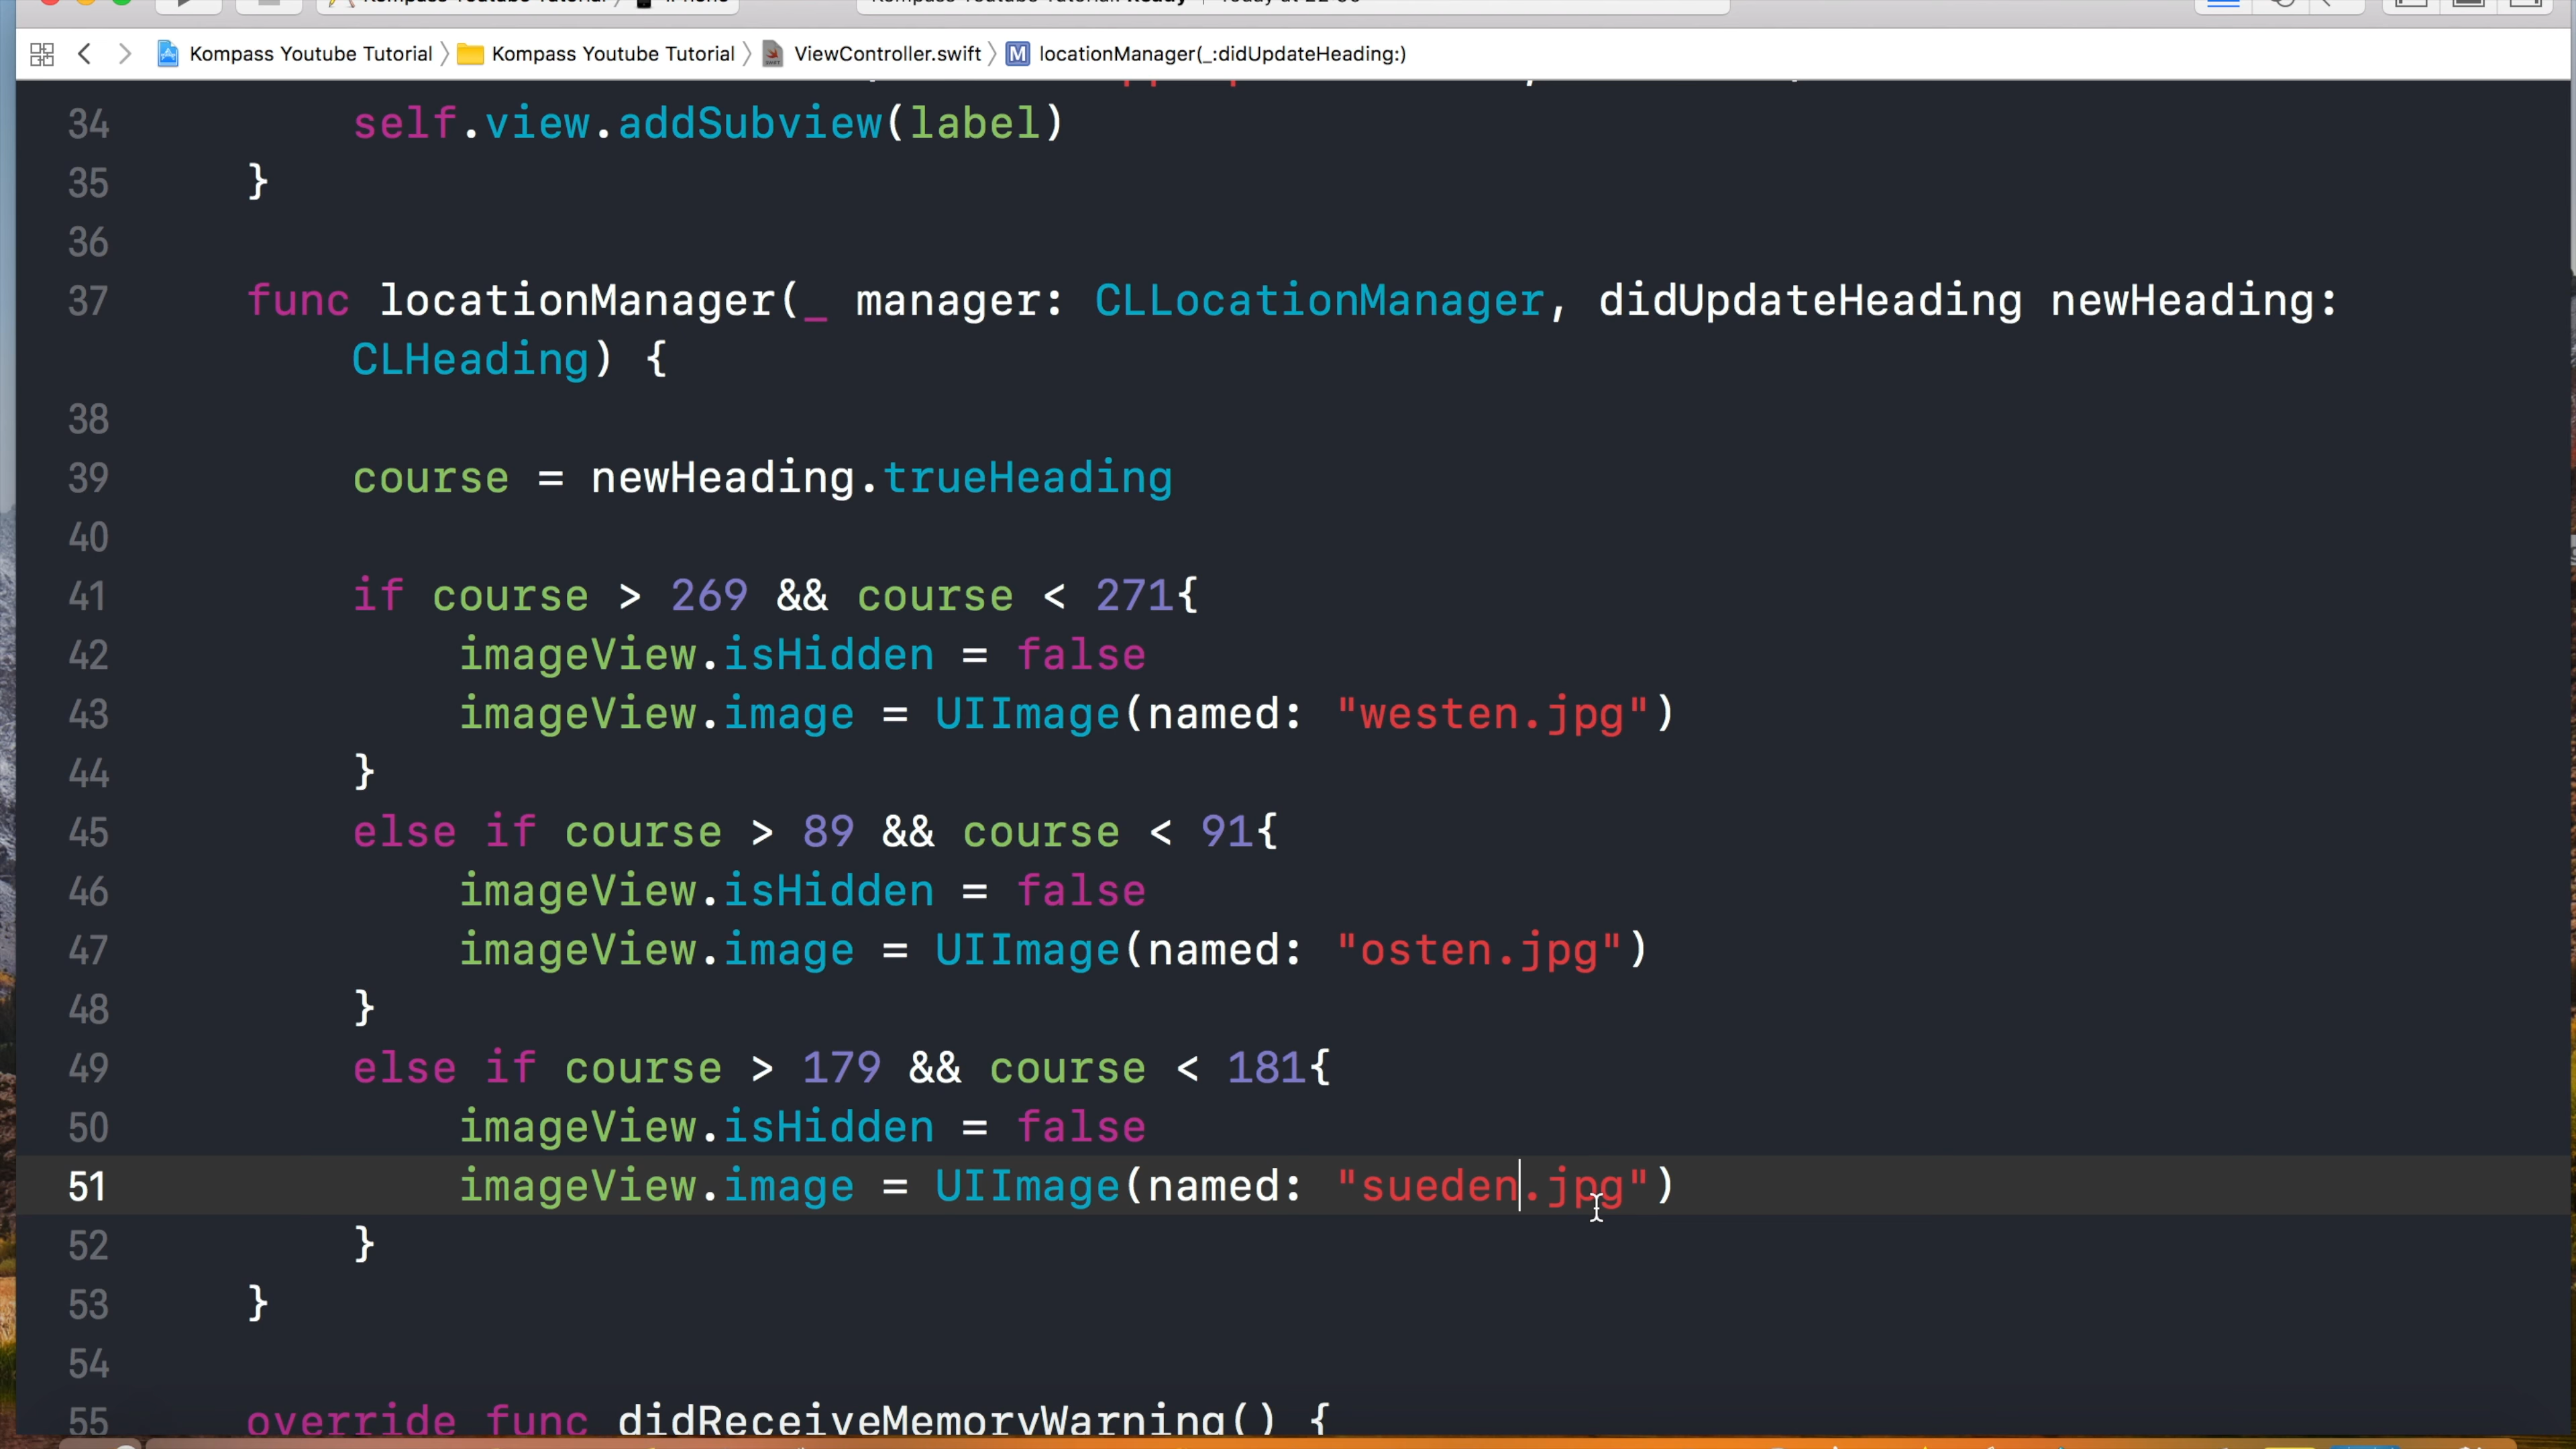 Kompass Youtube Tutorial Kompass Youtube Tutorial ViewController.swift M locationManager(_:didUpdateHeading:)
34 self.view.addSubview(label)
35 }
36
37 func locationManager(_ manager: CLLocationManager, didUpdateHeading newHeading:
CLHeading) {
38
39 course = newHeading.trueHeading
40
41 if course > 269 && course < 271{
42 imageView.isHidden = false
43 imageView.image = UIImage(named: "westen.jpg")
44 }
45 else if course > 89 && course < 91{
46 imageView.isHidden = false
47 imageView.image = UIImage(named: "osten.jpg")
48 }
49 else if course > 179 && course < 181{
50 imageView.isHidden = false
51 imageView.image = UIImage(named: "sueden.jpg")
52 }
53 }
54
55 override func didReceiveMemoryWarning() {